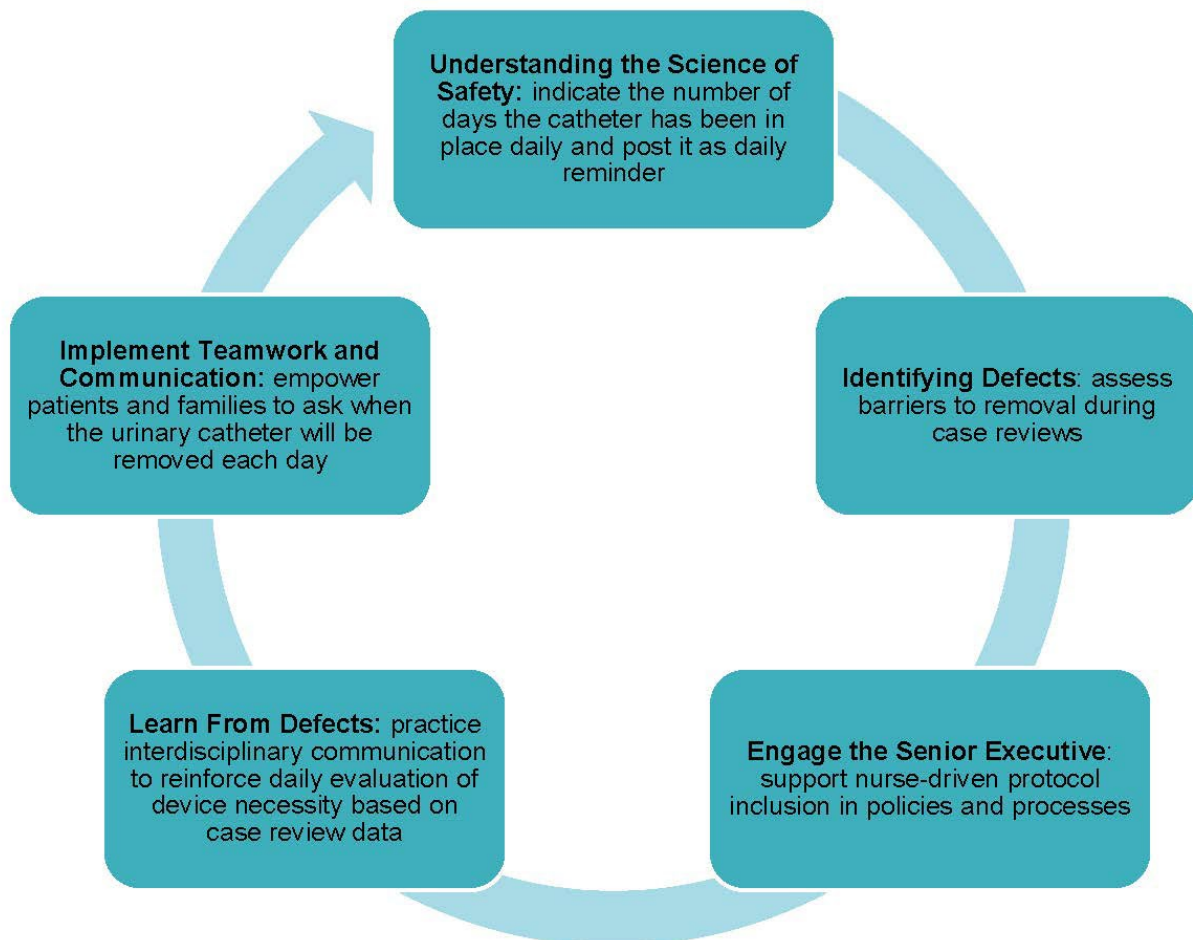 Understanding the Science of
Safety: indicate the number of
days the catheter has been in
place daily and post it as daily
reminder
Identifying Defects: assess
barriers to removal during
case reviews
Engage the Senior Executive:
support nurse-driven protocol
inclusion in policies and processes
Learn From Defects: practice
interdisciplinary communication
to reinforce daily evaluation of
device necessity based on
case review data
Implement Teamwork and
Communication: empower
patients and families to ask when
the urinary catheter will be
removed each day